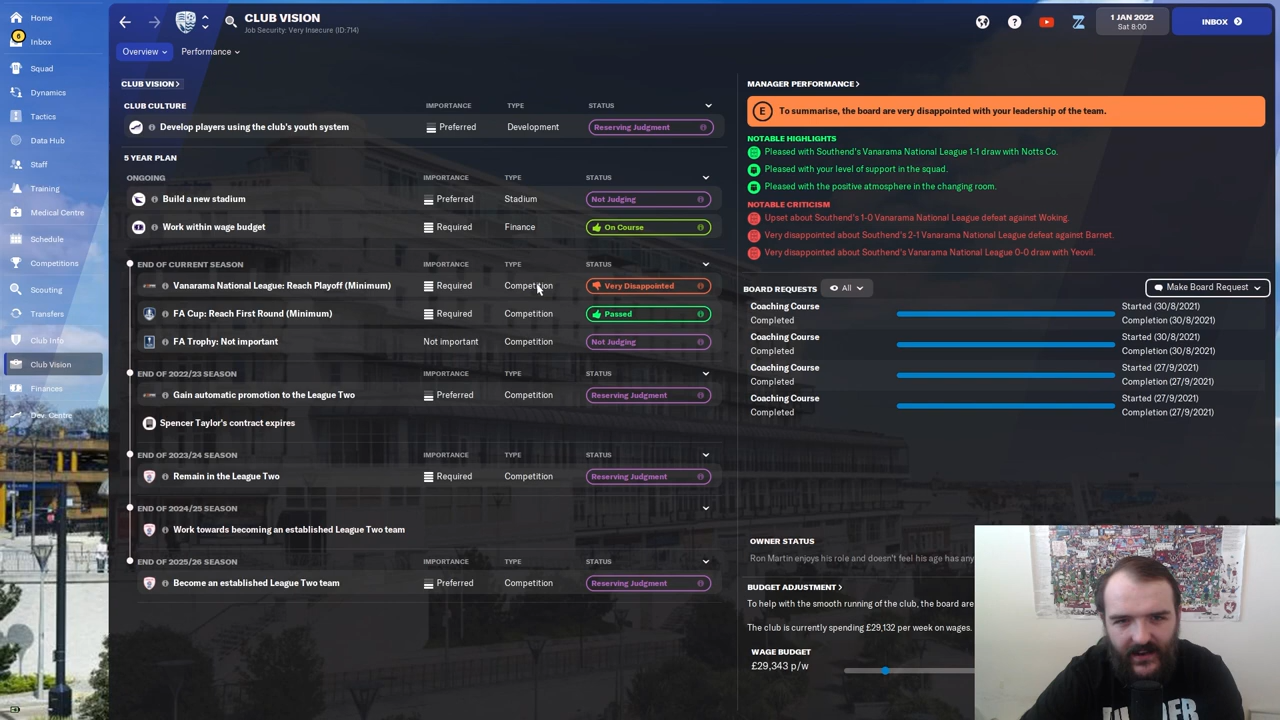 Home
6
Inbox
Squad
Dynamics
Tactics
Data Hub
Staff
Training
Medical Centre
Schedule
Competitions
Scouting
Transfers
Club Info
Club Vision
Finances
Dev. Centre
CLUB VISION
Job Security: Very Insecure (ID:714)
1 JAN 2022
Sat 8:00
INBOX
Overview
Performance
CLUB VISION >
CLUB CULTURE IMPORTANCE TYPE STATUS
Develop players using the club's youth system Preferred Development Reserving Judgment
5 YEAR PLAN
ONGOING IMPORTANCE TYPE STATUS
Build a new stadium Preferred Stadium Not Judging
Work within wage budget Required Finance On Course
END OF CURRENT SEASON IMPORTANCE TYPE STATUS
Vanarama National League: Reach Playoff (Minimum) Required Competition Very Disappointed
FA Cup: Reach First Round (Minimum) Required Competition Passed
FA Trophy: Not important Not important Competition Not Judging
END OF 2022/23 SEASON IMPORTANCE TYPE STATUS
Gain automatic promotion to the League Two Preferred Competition Reserving Judgment
Spencer Taylor's contract expires
END OF 2023/24 SEASON IMPORTANCE TYPE STATUS
Remain in the League Two Required Competition Reserving Judgment
END OF 2024/25 SEASON
Work towards becoming an established League Two team
END OF 2025/26 SEASON IMPORTANCE TYPE STATUS
Become an established League Two team Preferred Competition Reserving Judgment
MANAGER PERFORMANCE >
E To summarise, the board are very disappointed with your leadership of the team.
NOTABLE HIGHLIGHTS
Pleased with Southend's Vanarama National League 1-1 draw with Notts Co.
Pleased with your level of support in the squad.
Pleased with the positive atmosphere in the changing room.
NOTABLE CRITICISM
Upset about Southend's 1-0 Vanarama National League defeat against Woking.
Very disappointed about Southend's 2-1 Vanarama National League defeat against Barnet.
Very disappointed about Southend's Vanarama National League 0-0 draw with Yeovil.
BOARD REQUESTS All Make Board Request
Coaching Course Started (30/8/2021)
Completed Completion (30/8/2021)
Coaching Course Started (30/8/2021)
Completed Completion (30/8/2021)
Coaching Course Started (27/9/2021)
Completed Completion (27/9/2021)
Coaching Course Started (27/9/2021)
Completed Completion (27/9/2021)
OWNER STATUS
Ron Martin enjoys his role and doesn't feel his age has any
BUDGET ADJUSTMENT >
To help with the smooth running of the club, the board are
The club is currently spending £29,132 per week on wages.
WAGE BUDGET
£29,343 p/w